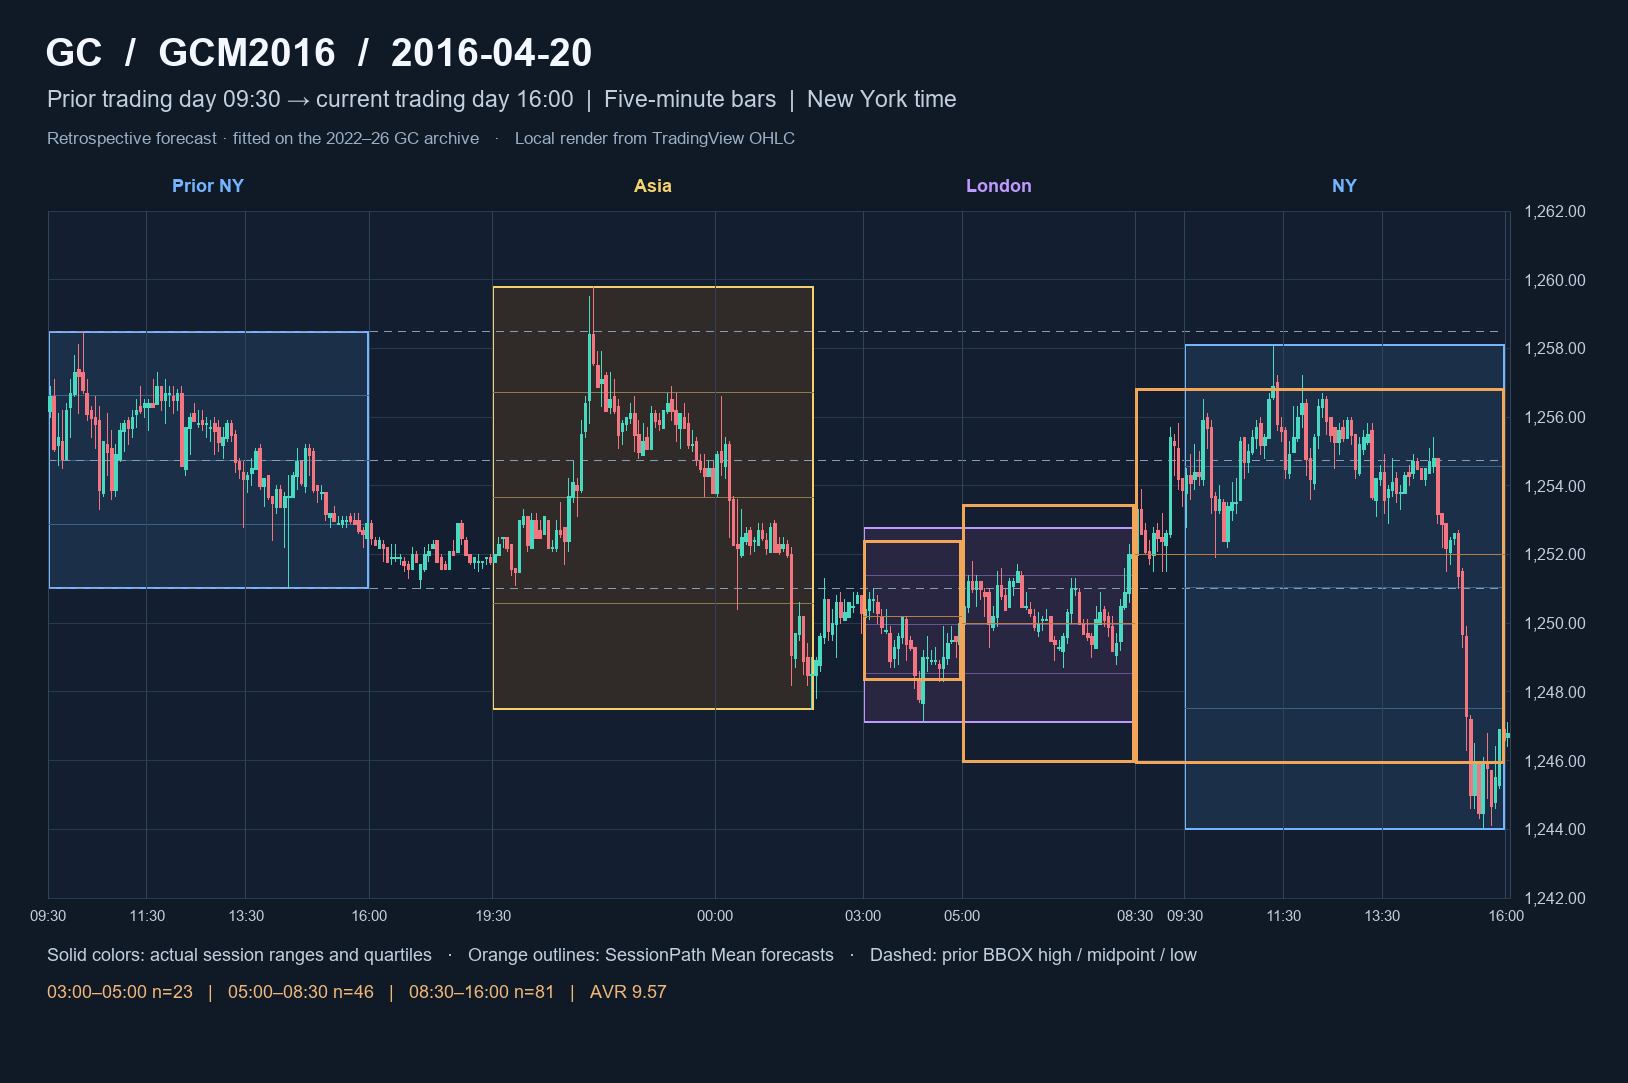 GC / GCM2016 / 2016-04-20
Prior trading day 09:30 → current trading day 16:00 | Five-minute bars | New York time
Retrospective forecast · fitted on the 2022–26 GC archive · Local render from TradingView OHLC
Prior NY Asia London NY
1,262.00
1,260.00
1,258.00
1,256.00
1,254.00
1,252.00
1,250.00
1,248.00
1,246.00
1,244.00
1,242.00
09:30 11:30 13:30 16:00 19:30 00:00 03:00 05:00 08:30 09:30 11:30 13:30 16:00
Solid colors: actual session ranges and quartiles · Orange outlines: SessionPath Mean forecasts · Dashed: prior BBOX high / midpoint / low
03:00–05:00 n=23 | 05:00–08:30 n=46 | 08:30–16:00 n=81 | AVR 9.57